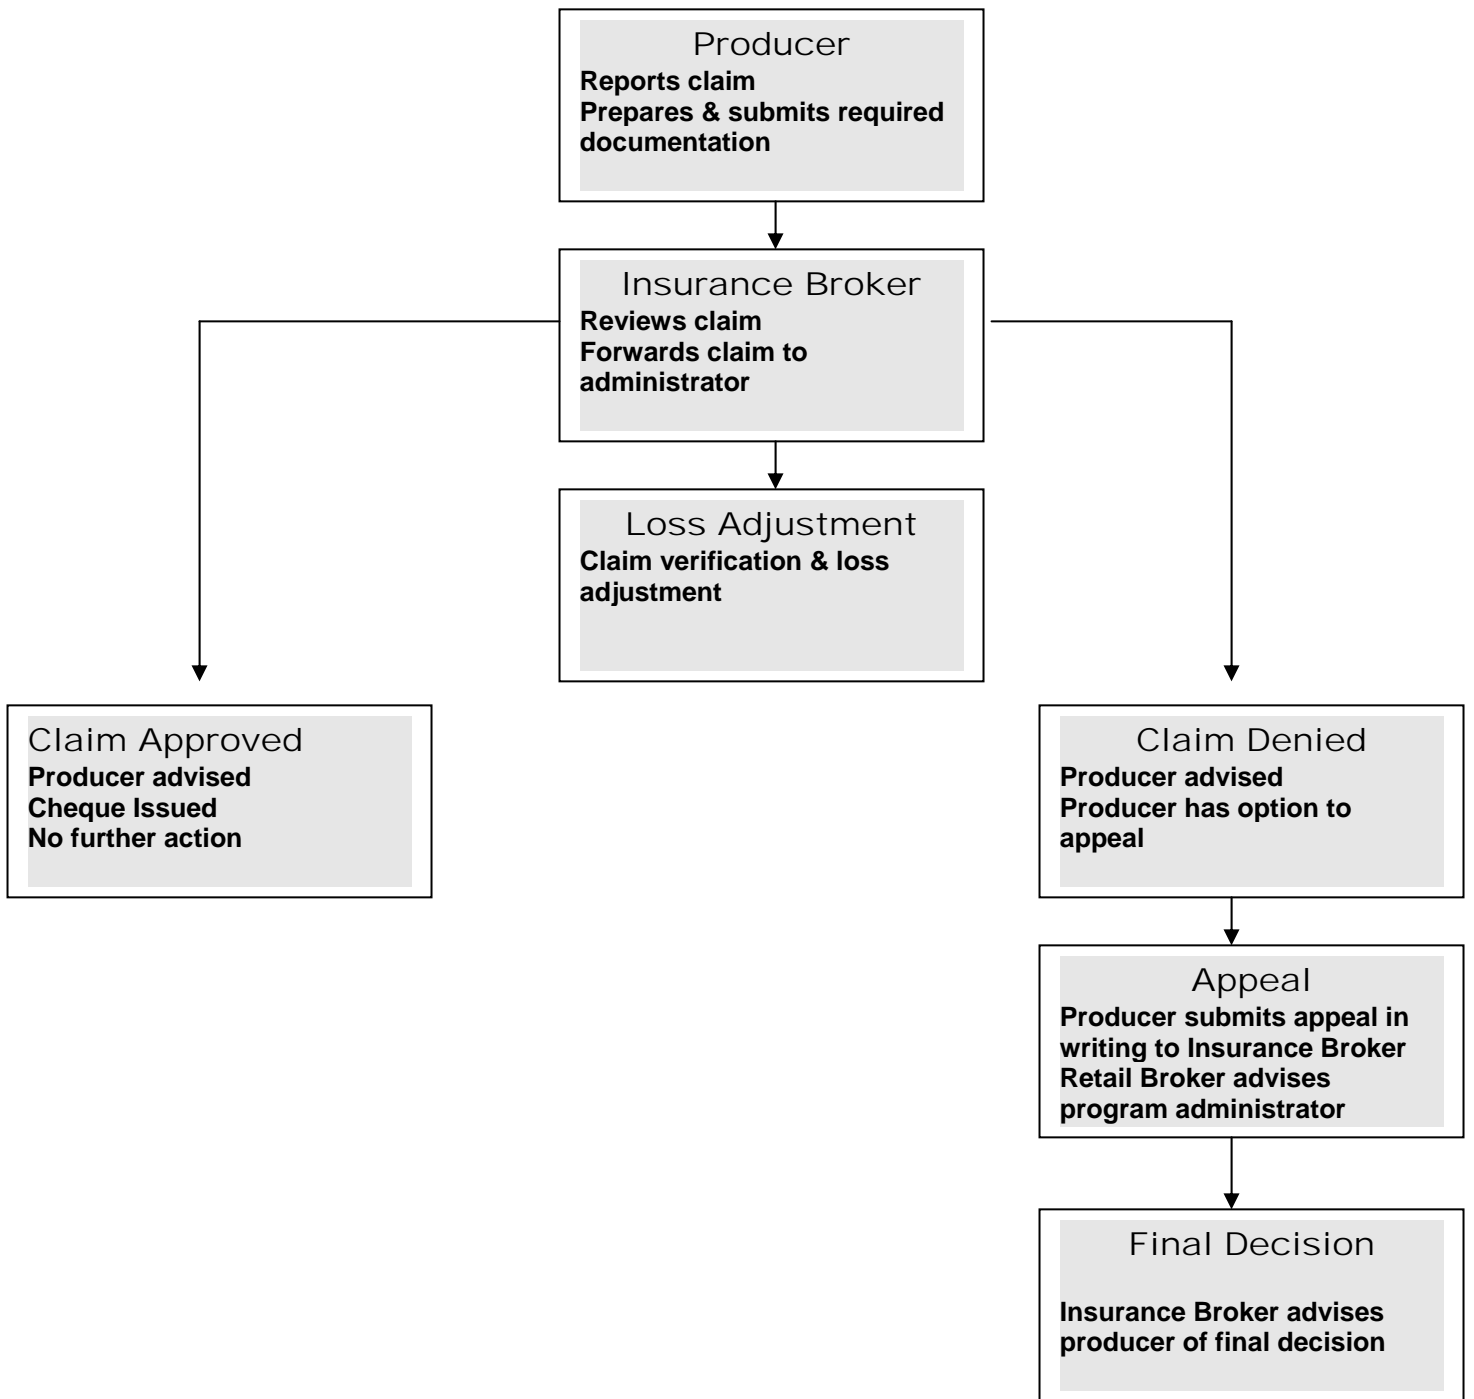 Producer
Reports claim
Prepares & submits required
documentation
Insurance Broker
Reviews claim
Forwards claim to
administrator
Loss Adjustment
Claim verification & loss
adjustment
Claim Approved
Producer advised
Cheque Issued
No further action
Claim Denied
Producer advised
Producer has option to
appeal
Appeal
Producer submits appeal in
writing to Insurance Broker
Retail Broker advises
program administrator
Final Decision
Insurance Broker advises
producer of final decision